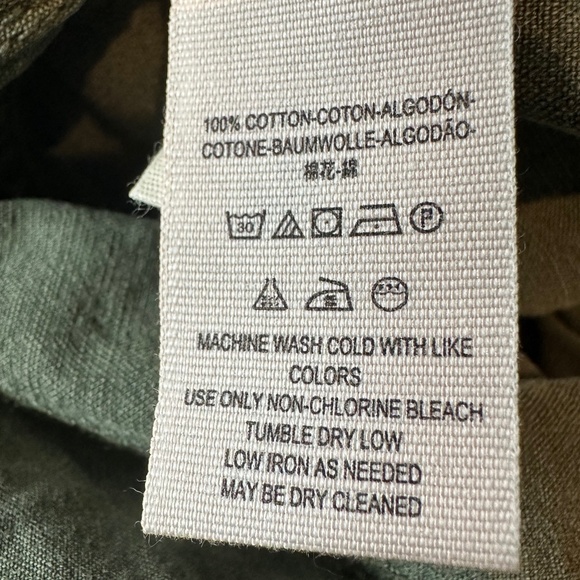 100% COTTON-COTON-ALGODÓN-
COTONE-BAUMWOLLE-ALGODÃO-
棉花-綿
30 P
MACHINE WASH COLD WITH LIKE
COLORS
USE ONLY NON-CHLORINE BLEACH
TUMBLE DRY LOW
LOW IRON AS NEEDED
MAY BE DRY CLEANED